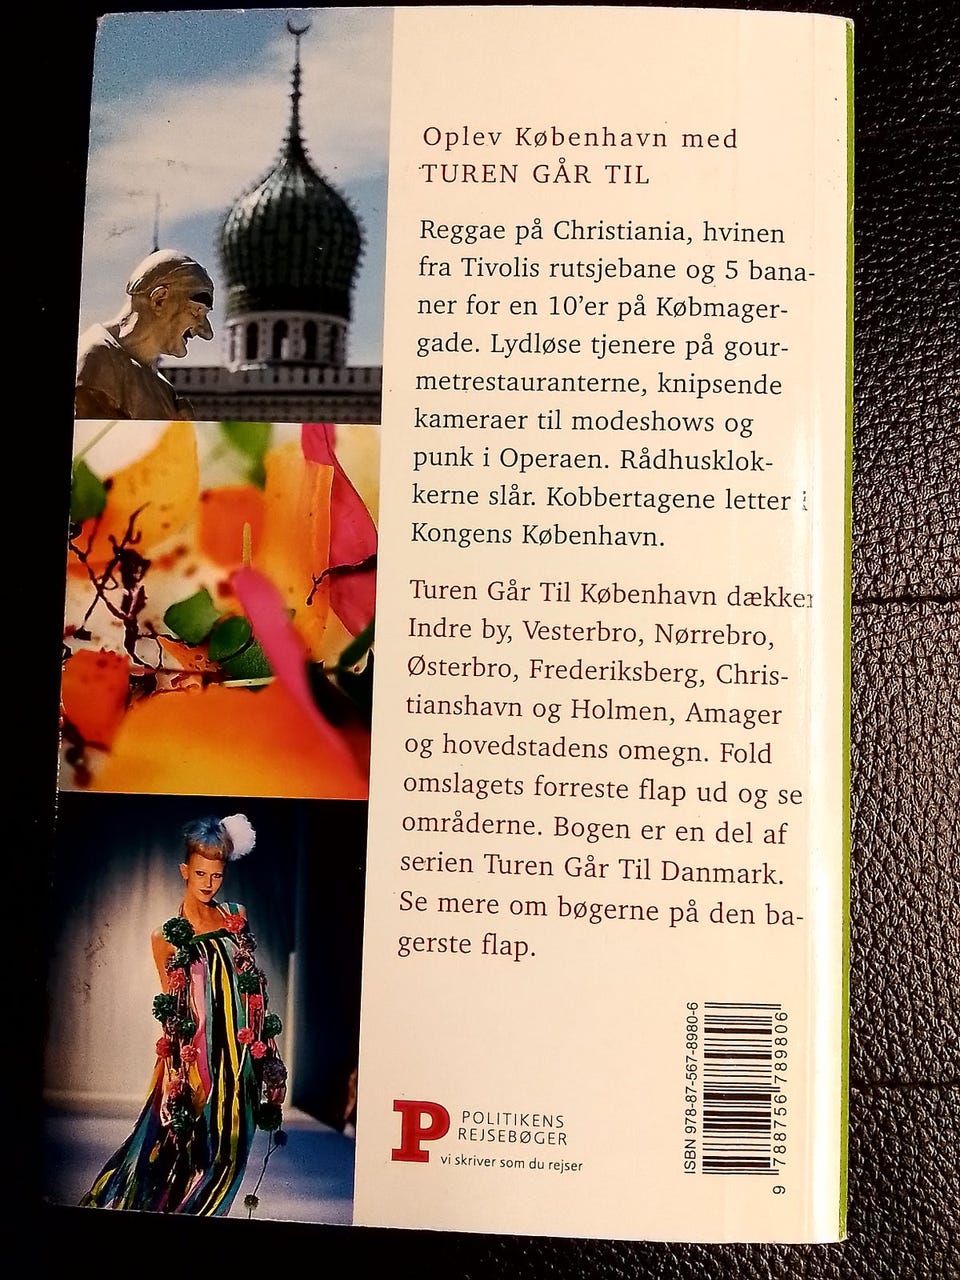 Oplev København med
TUREN GÅR TIL
Reggae på Christiania, hvinen
fra Tivolis rutsjebane og 5 bana-
ner for en 10'er på Købmager-
gade. Lydløse tjenere på gour-
metrestauranterne, knipsende
kameraer til modeshows og
punk i Operaen. Rådhusklok-
kerne slår. Kobbertagene letter i
Kongens København.
Turen Går Til København dækker
Indre by, Vesterbro, Nørrebro,
Østerbro, Frederiksberg, Chris-
tianshavn og Holmen, Amager
og hovedstadens omegn. Fold
omslagets forreste flap ud og se
områderne. Bogen er en del af
serien Turen Går Til Danmark.
Se mere om bøgerne på den ba-
gerste flap.
P
POLITIKENS
REJSEBØGER
vi skriver som du rejser
ISBN 978-87-567-8980-6
9 788756 789806